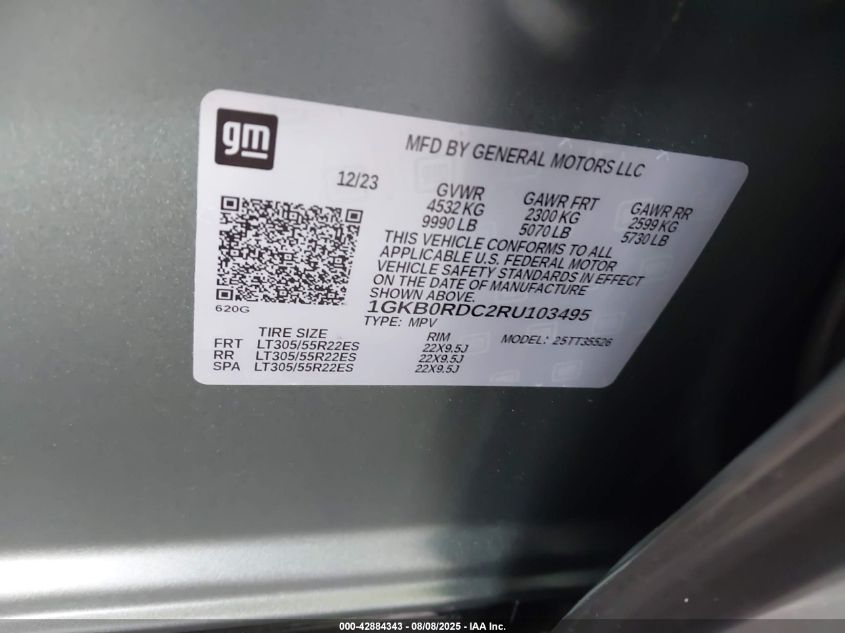 gm
MFD BY GENERAL MOTORS LLC
12/23
GVWR
4532 KG
9990 LB
GAWR FRT
2300 KG
5070 LB
GAWR RR
2599 KG
5730 LB
THIS VEHICLE CONFORMS TO ALL
APPLICABLE U.S. FEDERAL MOTOR
VEHICLE SAFETY STANDARDS IN EFFECT
ON THE DATE OF MANUFACTURE
SHOWN ABOVE.
620G
1GKB0RDC2RU103495
TYPE: MPV
MODEL: 25TT35526
TIRE SIZE
RIM
FRT LT305/55R22ES 22X9.5J
RR LT305/55R22ES 22X9.5J
SPA LT305/55R22ES 22X9.5J
000-42884343 - 08/08/2025 - IAA Inc.